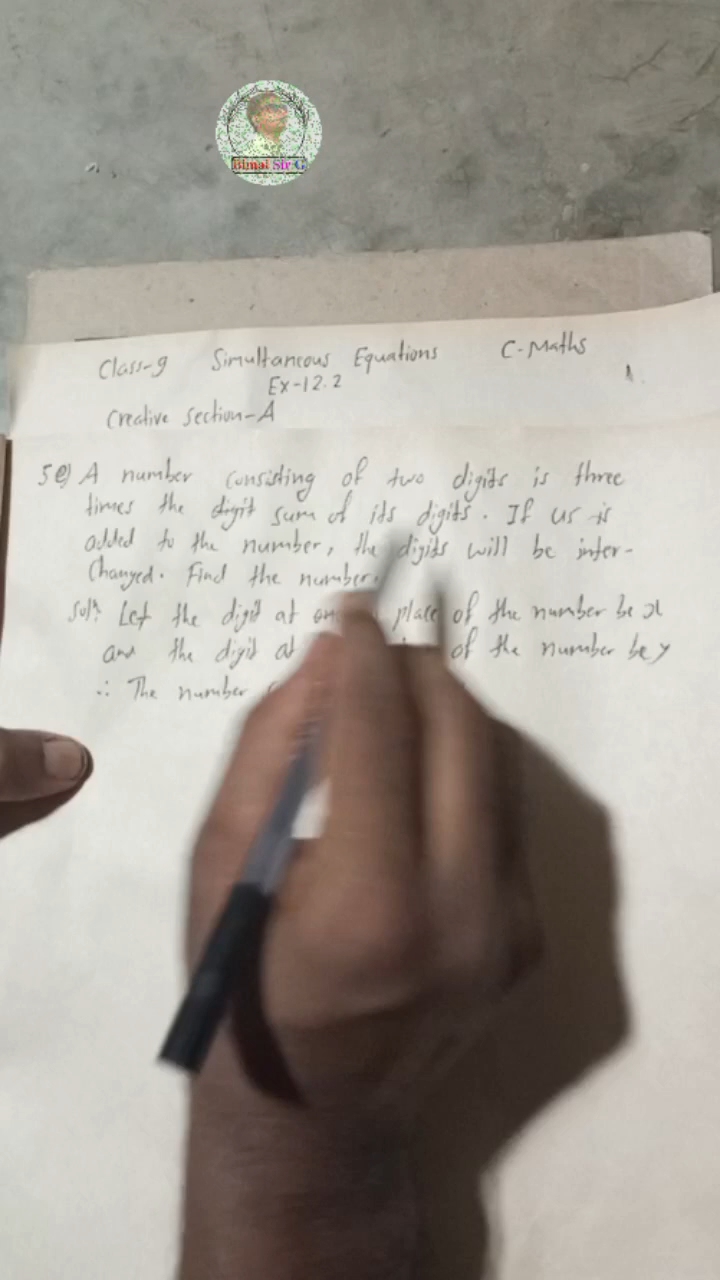 Bimal Sir G
Class-9 Simultaneous Equations C-Maths
Ex-12.2
Creative Section-A
5e) A number consisting of two digits is three
times the digit sum of its digits. If 45 is
added to the number, the digits will be inter-
changed. Find the number.
Solⁿ: Let the digit at place of the number be x
and the digit at of the number be y
∴ The number